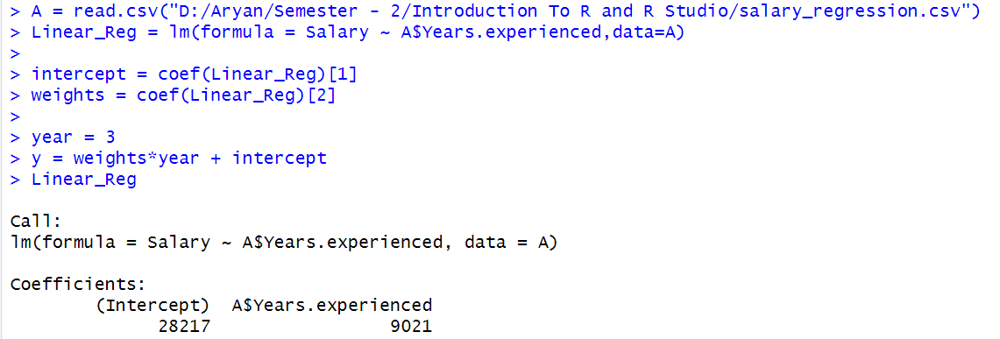 > A = read.csv("D:/Aryan/Semester - 2/Introduction To R and R Studio/salary_regression.csv")
> Linear_Reg = lm(formula = Salary ~ A$Years.experienced,data=A)
>
> intercept = coef(Linear_Reg)[1]
> weights = coef(Linear_Reg)[2]
>
> year = 3
> y = weights*year + intercept
> Linear_Reg

Call:
lm(formula = Salary ~ A$Years.experienced, data = A)

Coefficients:
        (Intercept)  A$Years.experienced
              28217                 9021